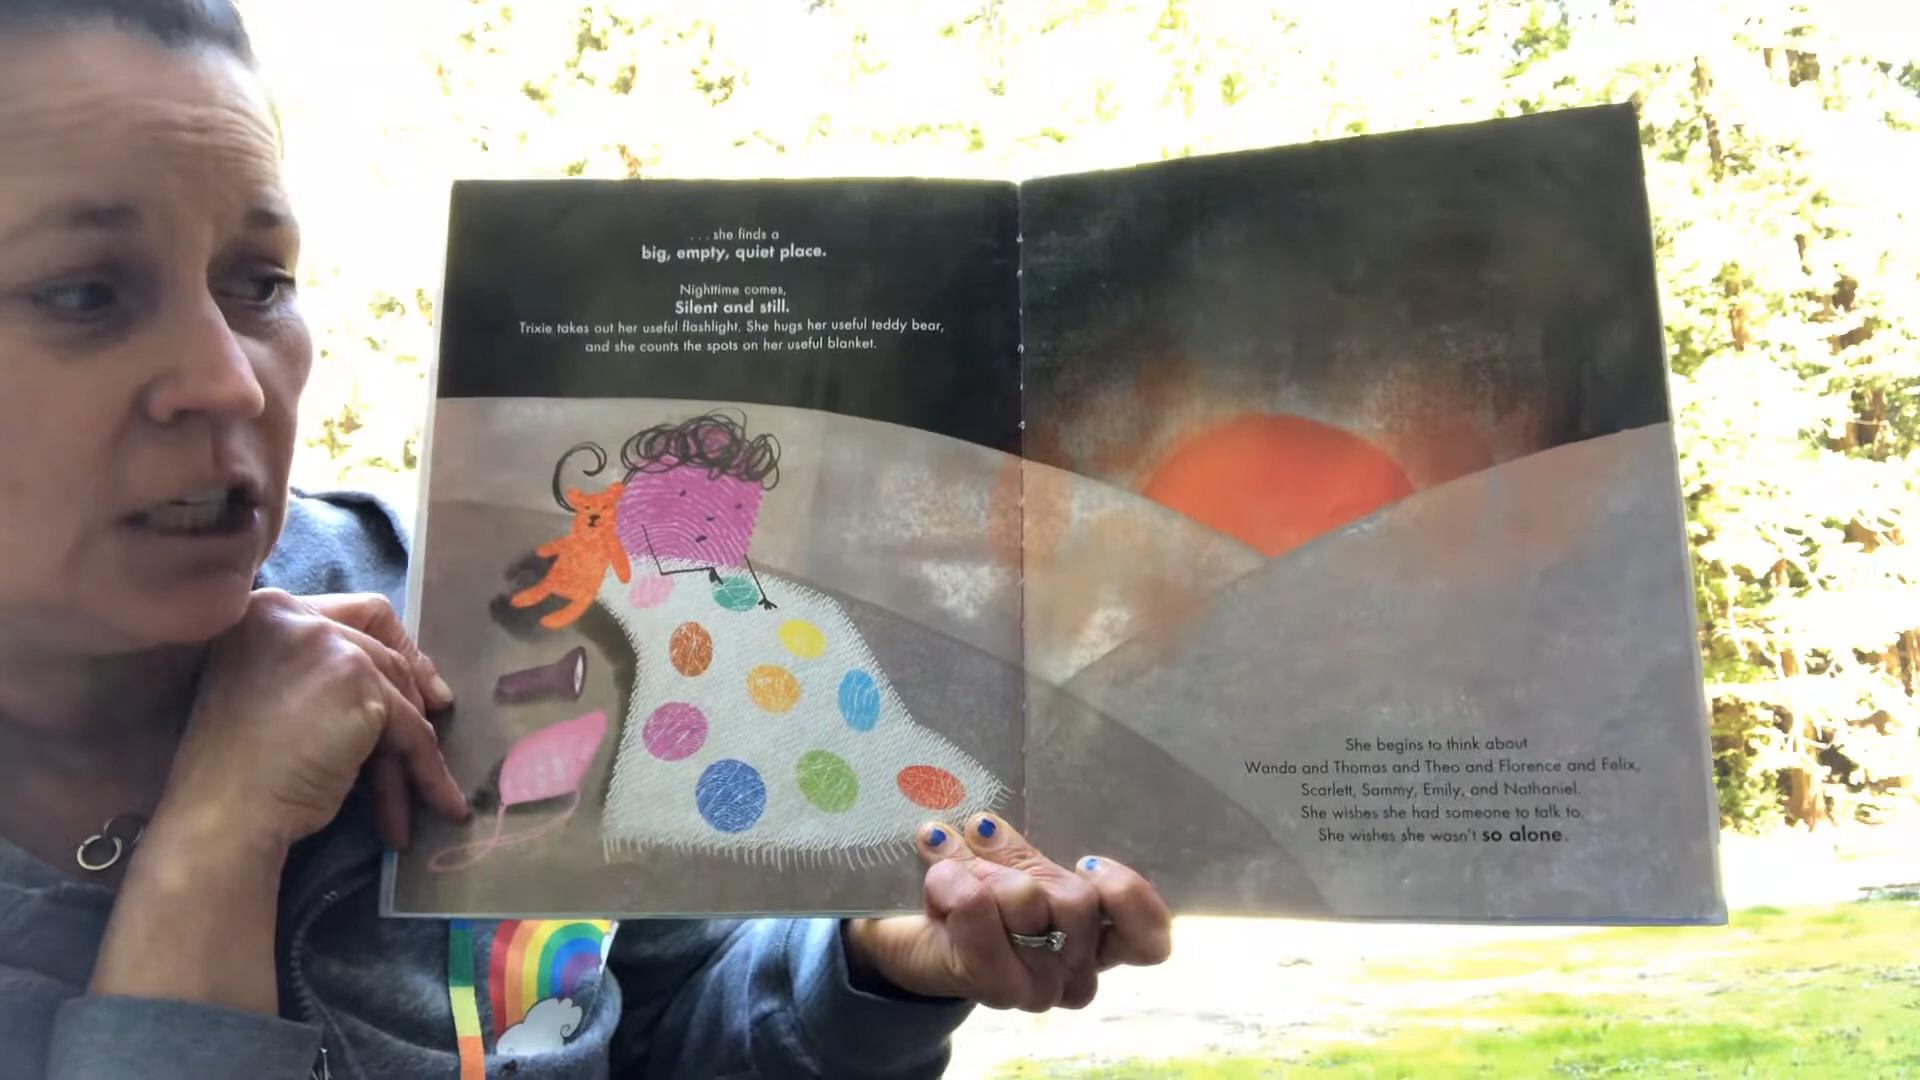 . . . she finds a
big, empty, quiet place.
Nighttime comes,
Silent and still.
Trixie takes out her useful flashlight. She hugs her useful teddy bear,
and she counts the spots on her useful blanket.
She begins to think about
Wanda and Thomas and Theo and Florence and Felix,
Scarlett, Sammy, Emily, and Nathaniel.
She wishes she had someone to talk to.
She wishes she wasn't so alone.